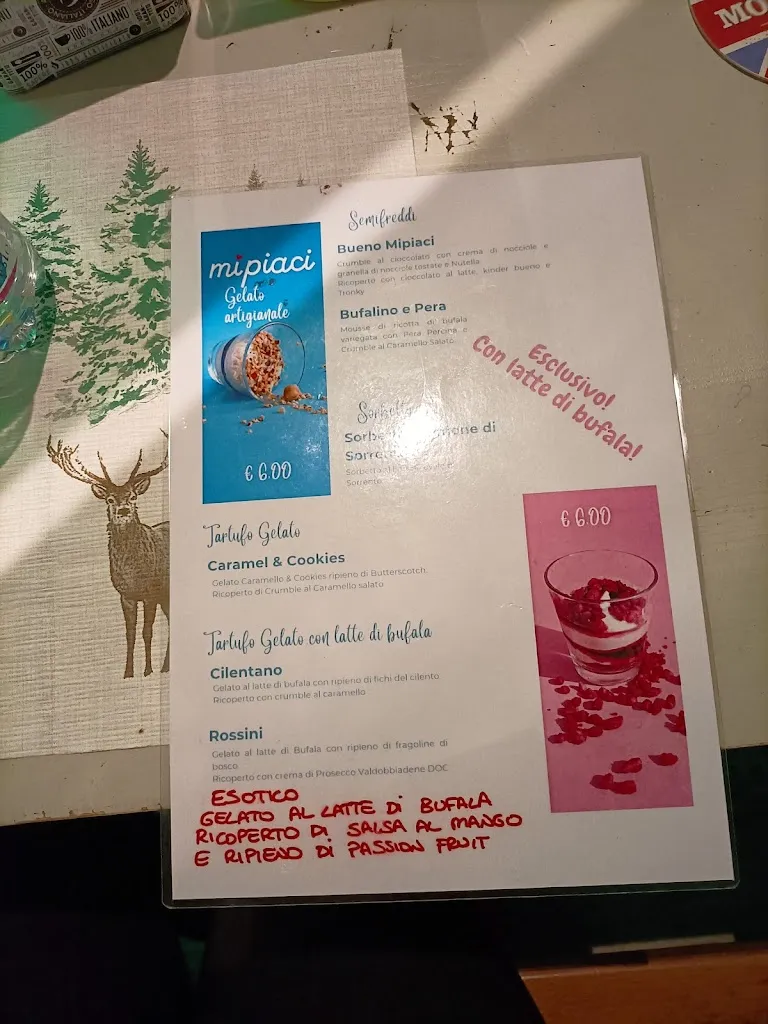 100% ITALIANO
100%
MO
Semifreddi
Bueno Mipiaci
Crumble al cioccolato con crema di nocciole e
granella di nocciole tostate e Nutella
Ricoperto con cioccolato al latte, kinder bueno e
Tronky
Bufalino e Pera
Mousse di ricotta di bufala
variegata con Pera Percoca e
Crumble al Caramello Salato
mipiaci
Gelato
artigianale
€ 6.00
Esclusivo!
Con latte di bufala!
di
€ 6.00
Tartufo Gelato
Caramel & Cookies
Gelato Caramello & Cookies ripieno di Butterscotch.
Ricoperto di Crumble al Caramello salato
Tartufo Gelato con latte di bufala
Cilentano
Gelato al latte di bufala con ripieno di fichi del cilento
Ricoperto con crumble al caramello
Rossini
Gelato al latte di Bufala con ripieno di fragoline di
bosco
Ricoperto con crema di Prosecco Valdobbiadene DOC
ESOTICO
GELATO AL LATTE DI BUFALA
RICOPERTO DI SALSA AL MANGO
E RIPIENO DI PASSION FRUIT